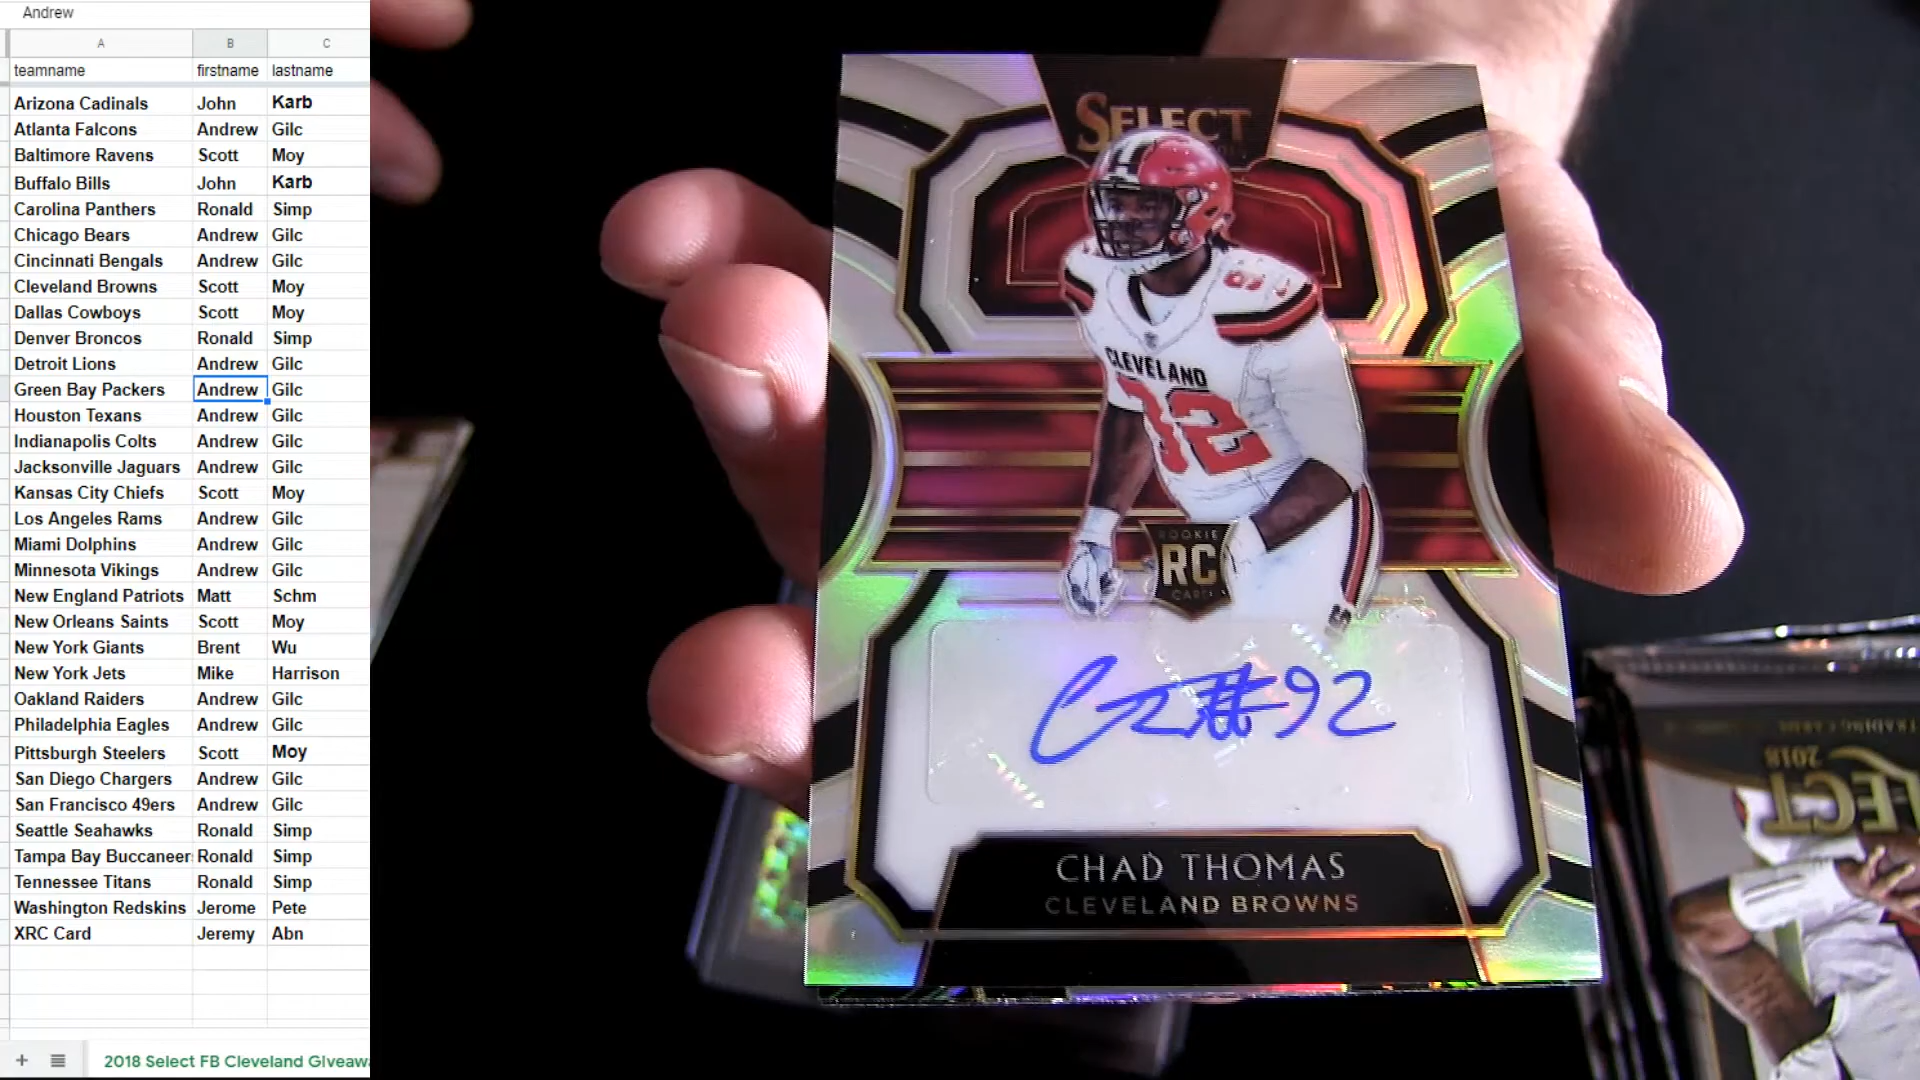 Andrew
A B C
teamname firstname lastname
Arizona Cadinals John Karb
Atlanta Falcons Andrew Gilc
Baltimore Ravens Scott Moy
Buffalo Bills John Karb
Carolina Panthers Ronald Simp
Chicago Bears Andrew Gilc
Cincinnati Bengals Andrew Gilc
Cleveland Browns Scott Moy
Dallas Cowboys Scott Moy
Denver Broncos Ronald Simp
Detroit Lions Andrew Gilc
Green Bay Packers Andrew Gilc
Houston Texans Andrew Gilc
Indianapolis Colts Andrew Gilc
Jacksonville Jaguars Andrew Gilc
Kansas City Chiefs Scott Moy
Los Angeles Rams Andrew Gilc
Miami Dolphins Andrew Gilc
Minnesota Vikings Andrew Gilc
New England Patriots Matt Schm
New Orleans Saints Scott Moy
New York Giants Brent Wu
New York Jets Mike Harrison
Oakland Raiders Andrew Gilc
Philadelphia Eagles Andrew Gilc
Pittsburgh Steelers Scott Moy
San Diego Chargers Andrew Gilc
San Francisco 49ers Andrew Gilc
Seattle Seahawks Ronald Simp
Tampa Bay Buccaneer Ronald Simp
Tennessee Titans Ronald Simp
Washington Redskins Jerome Pete
XRC Card Jeremy Abn
2018 Select FB Cleveland GIveaw
SELECT
CLEVELAND
92
ROOKIE
RC
CARD
#92
CHAD THOMAS
CLEVELAND BROWNS
TRADING CARDS
2018